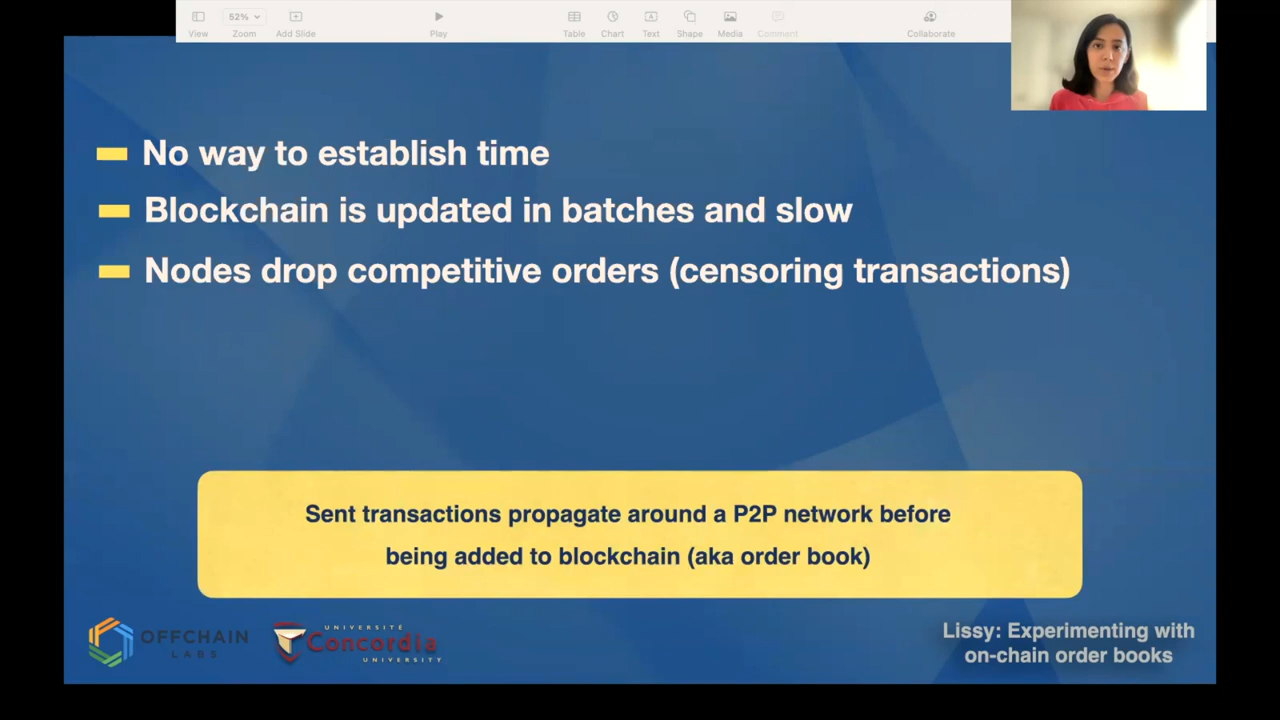 52%
View
Zoom
Add Slide
Play
Table
Chart
Text
Shape
Media
Comment
Collaborate
No way to establish time
Blockchain is updated in batches and slow
Nodes drop competitive orders (censoring transactions)
Sent transactions propagate around a P2P network before
being added to blockchain (aka order book)
OFFCHAIN
LABS
UNIVERSITÉ
Concordia
UNIVERSITY
Lissy: Experimenting with
on-chain order books